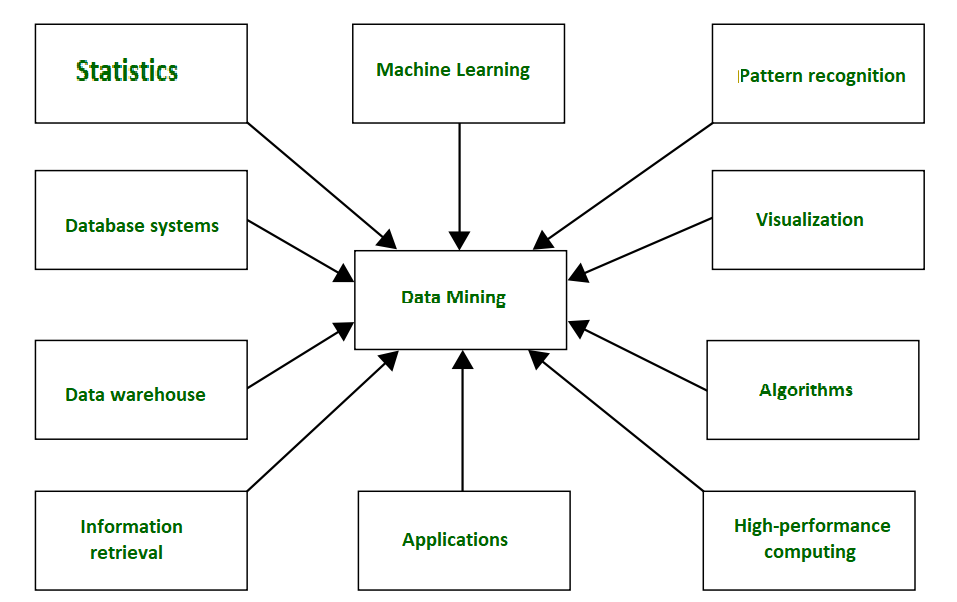 Statistics
Machine Learning
Pattern recognition
Database systems
Visualization
Data Mining
Data warehouse
Algorithms
Information
retrieval
Applications
High-performance
computing